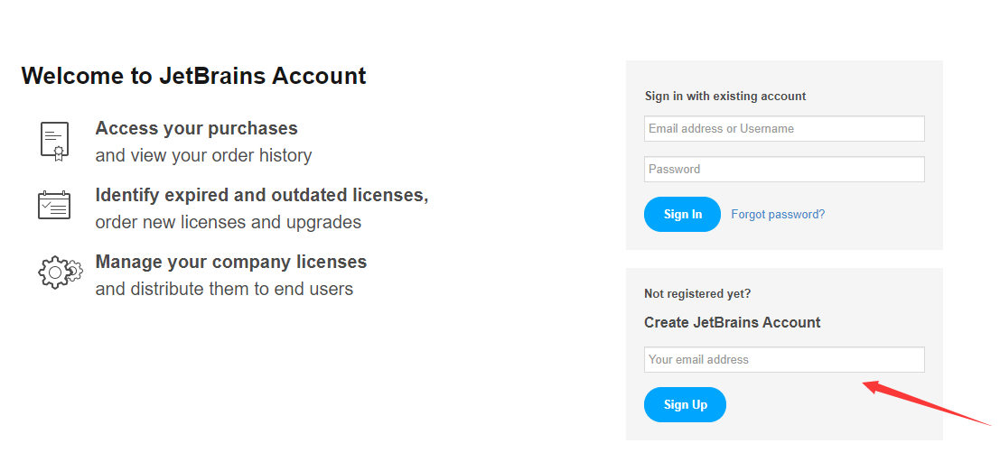 Welcome to JetBrains Account
Access your purchases
and view your order history
Identify expired and outdated licenses,
order new licenses and upgrades
Manage your company licenses
and distribute them to end users
Sign in with existing account
Email address or Username
Password
Sign In Forgot password?
Not registered yet?
Create JetBrains Account
Your email address
Sign Up